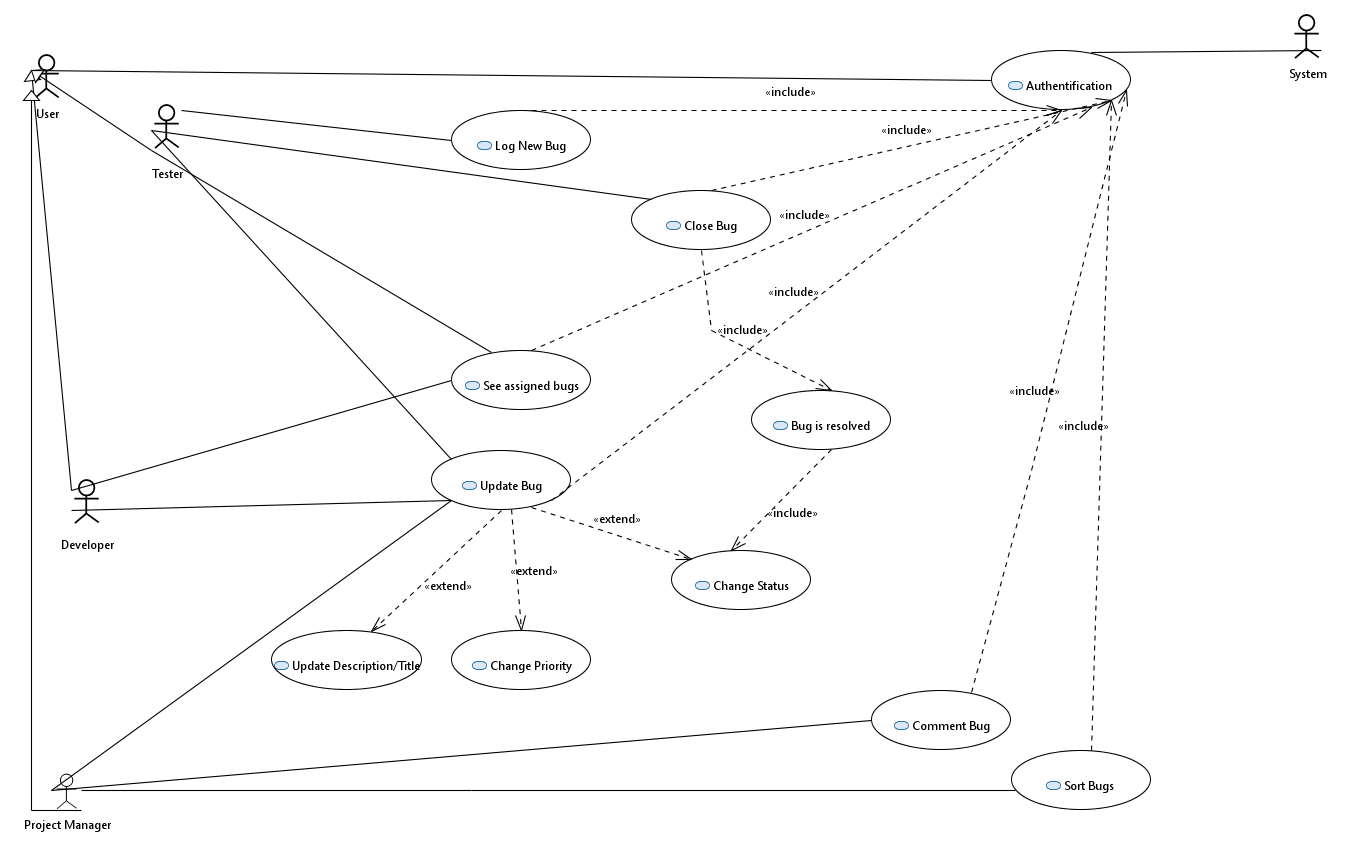 System
Authentification
«include»
User
«include»
Log New Bug
Tester
«include»
Close Bug
«include»
«include»
See assigned bugs
«include»
Bug is resolved
«include»
Update Bug
«include»
«extend»
Developer
«extend»
«extend»
Change Status
Update Description/Title
Change Priority
Comment Bug
Sort Bugs
Project Manager